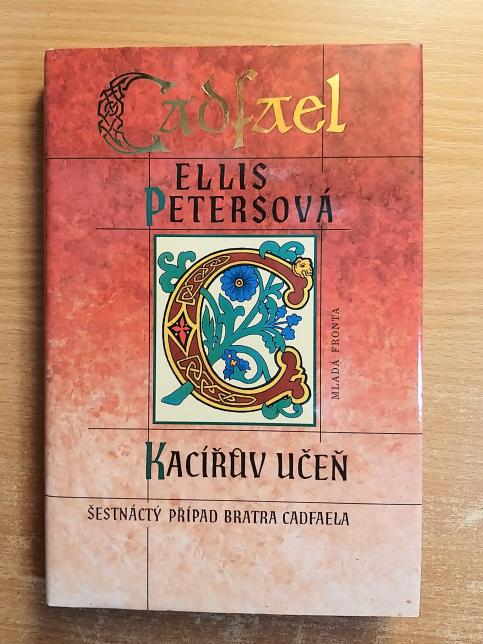 Cadfael
ELLIS
PETERSOVÁ
MLADÁ FRONTA
KACÍŘŮV UČEŇ
ŠESTNÁCTÝ PŘÍPAD BRATRA CADFAELA